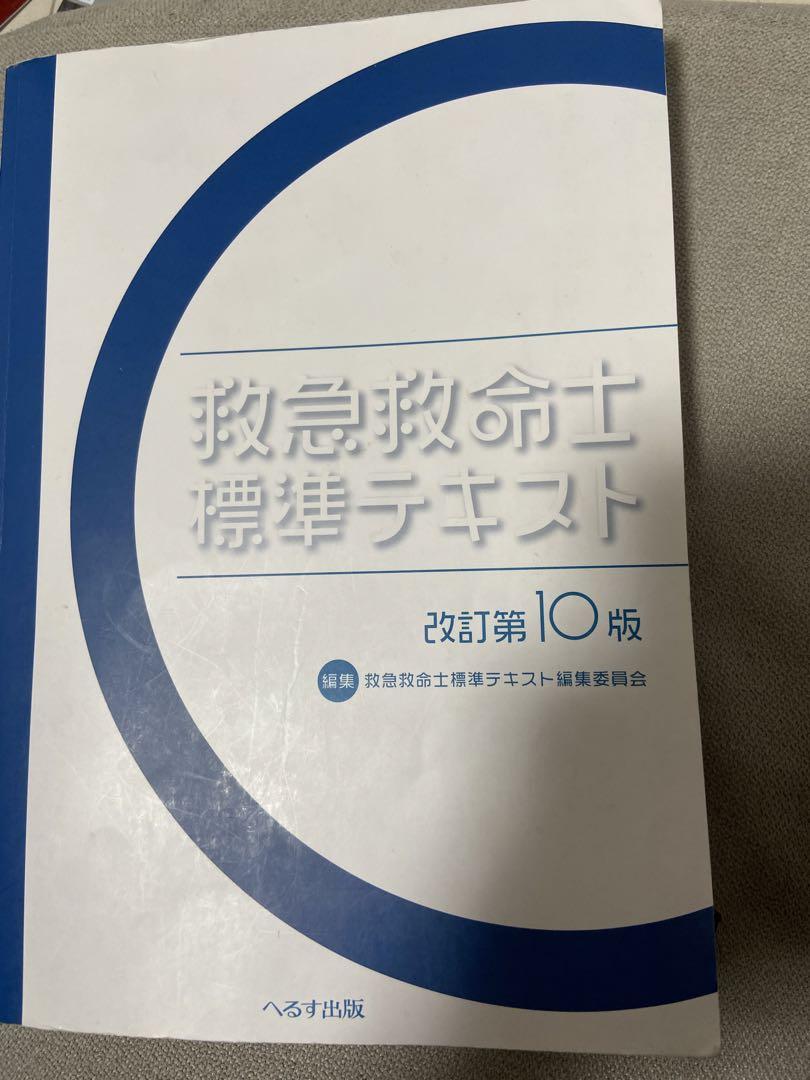 救急救命士
標準テキスト
改訂第10版
編集 救急救命士標準テキスト編集委員会
へるす出版